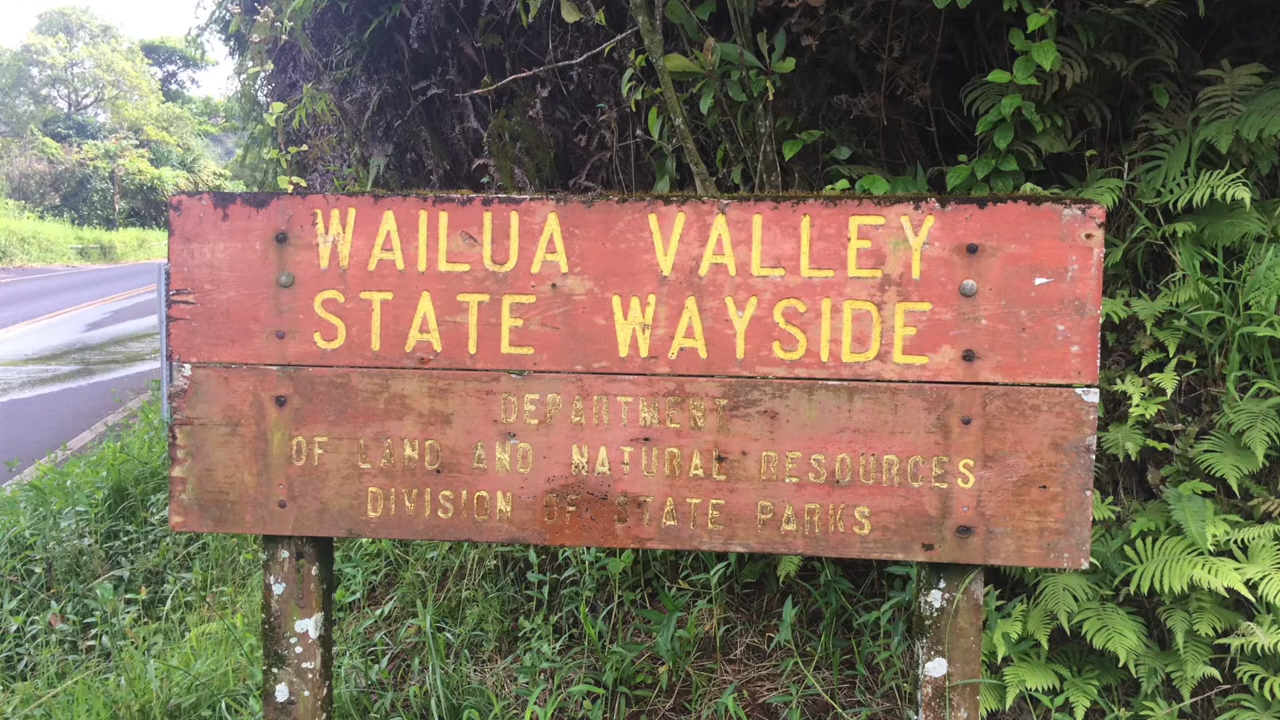 WAILUA VALLEY
STATE WAYSIDE
DEPARTMENT
OF LAND AND NATURAL RESOURCES
DIVISION OF STATE PARKS